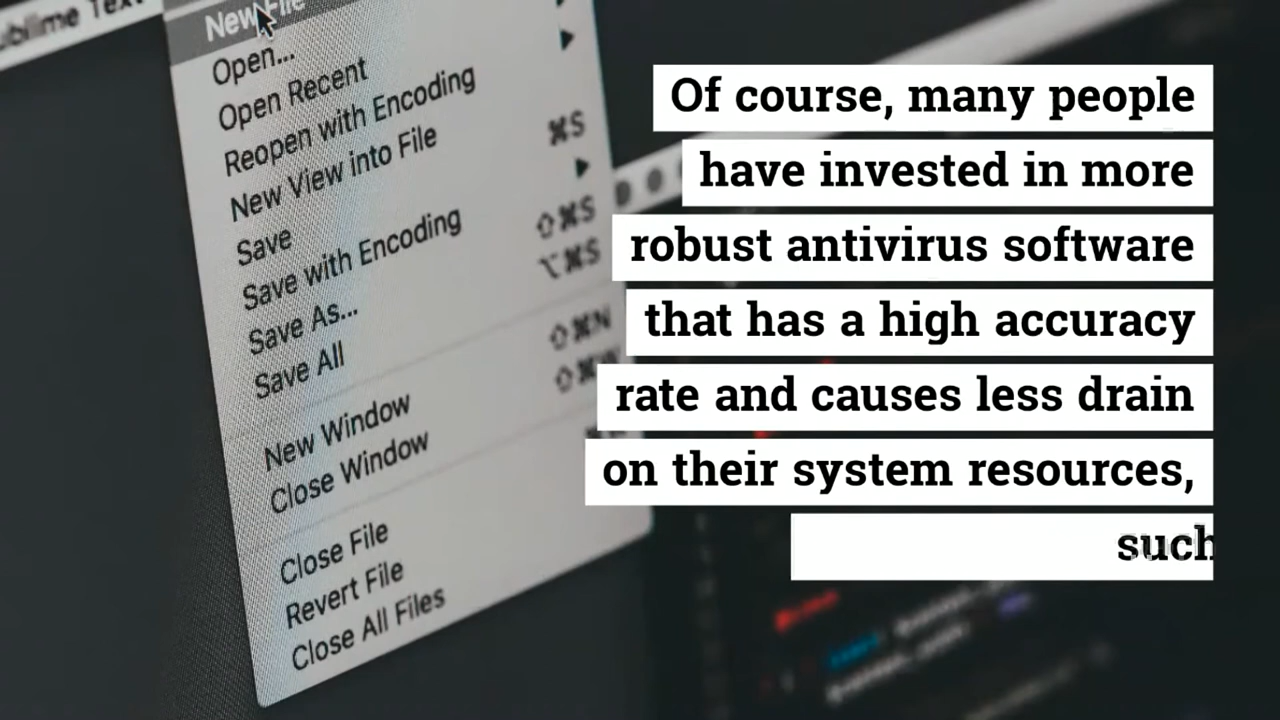 New File
Open...
Open Recent
Reopen with Encoding
New View into File
⌘S
Save
Save with Encoding
⇧⌘S
Save As...
⌥⌘S
Save All
⇧⌘N
New Window
Close Window
Close File
Revert File
Close All Files
Of course, many people
have invested in more
robust antivirus software
that has a high accuracy
rate and causes less drain
on their system resources,
such